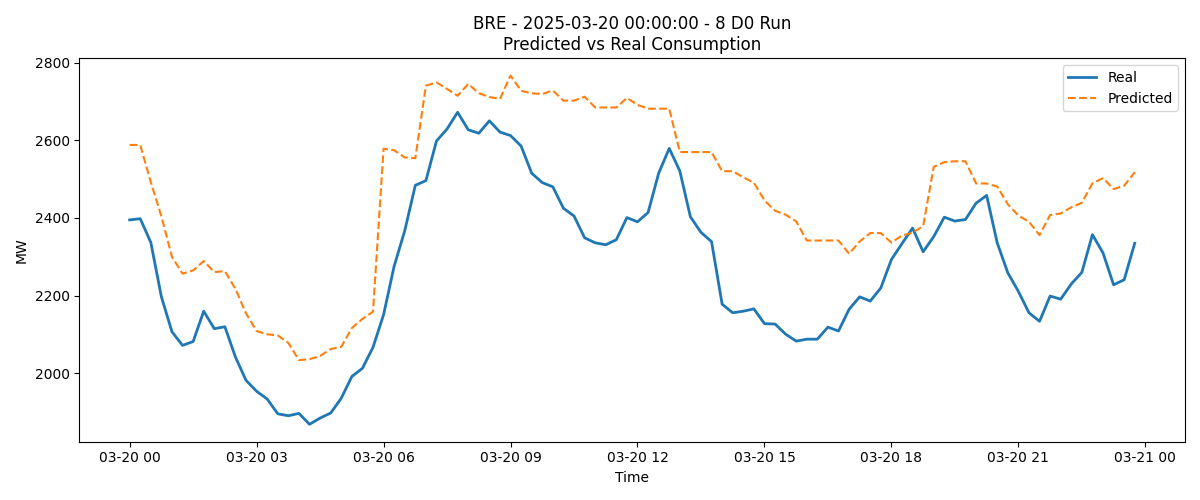 BRE - 2025-03-20 00:00:00 - 8 D0 Run
Predicted vs Real Consumption
Real
Predicted
MW
2800
2600
2400
2200
2000
03-20 00
03-20 03
03-20 06
03-20 09
03-20 12
03-20 15
03-20 18
03-20 21
03-21 00
Time